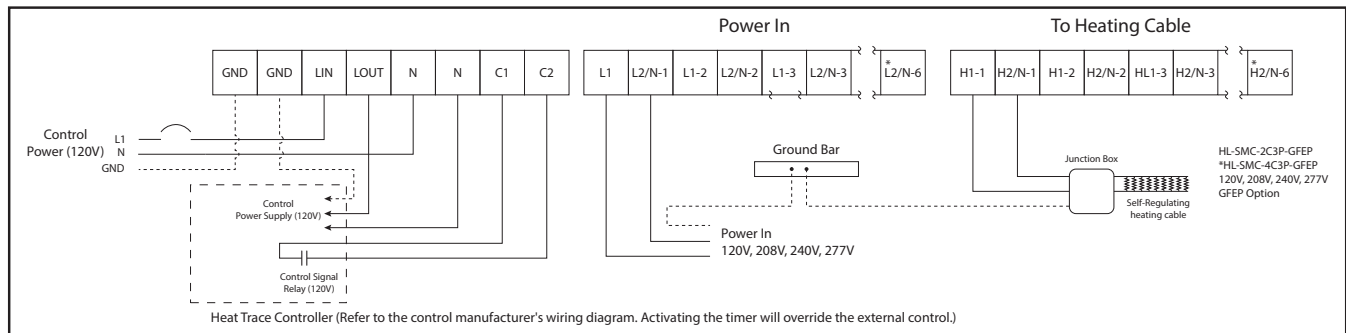 Power In
To Heating Cable
GND GND LIN LOUT N N C1 C2
L1 L2/N-1 L1-2 L2/N-2 L1-3 L2/N-3 * L2/N-6
H1-1 H2/N-1 H1-2 H2/N-2 HL1-3 H2/N-3 * H2/N-6
Control
Power (120V)
L1
N
GND
Control
Power Supply (120V)
Control Signal
Relay (120V)
Ground Bar
Power In
120V, 208V, 240V, 277V
Junction Box
Self-Regulating
heating cable
HL-SMC-2C3P-GFEP
*HL-SMC-4C3P-GFEP
120V, 208V, 240V, 277V
GFEP Option
Heat Trace Controller (Refer to the control manufacturer's wiring diagram. Activating the timer will override the external control.)